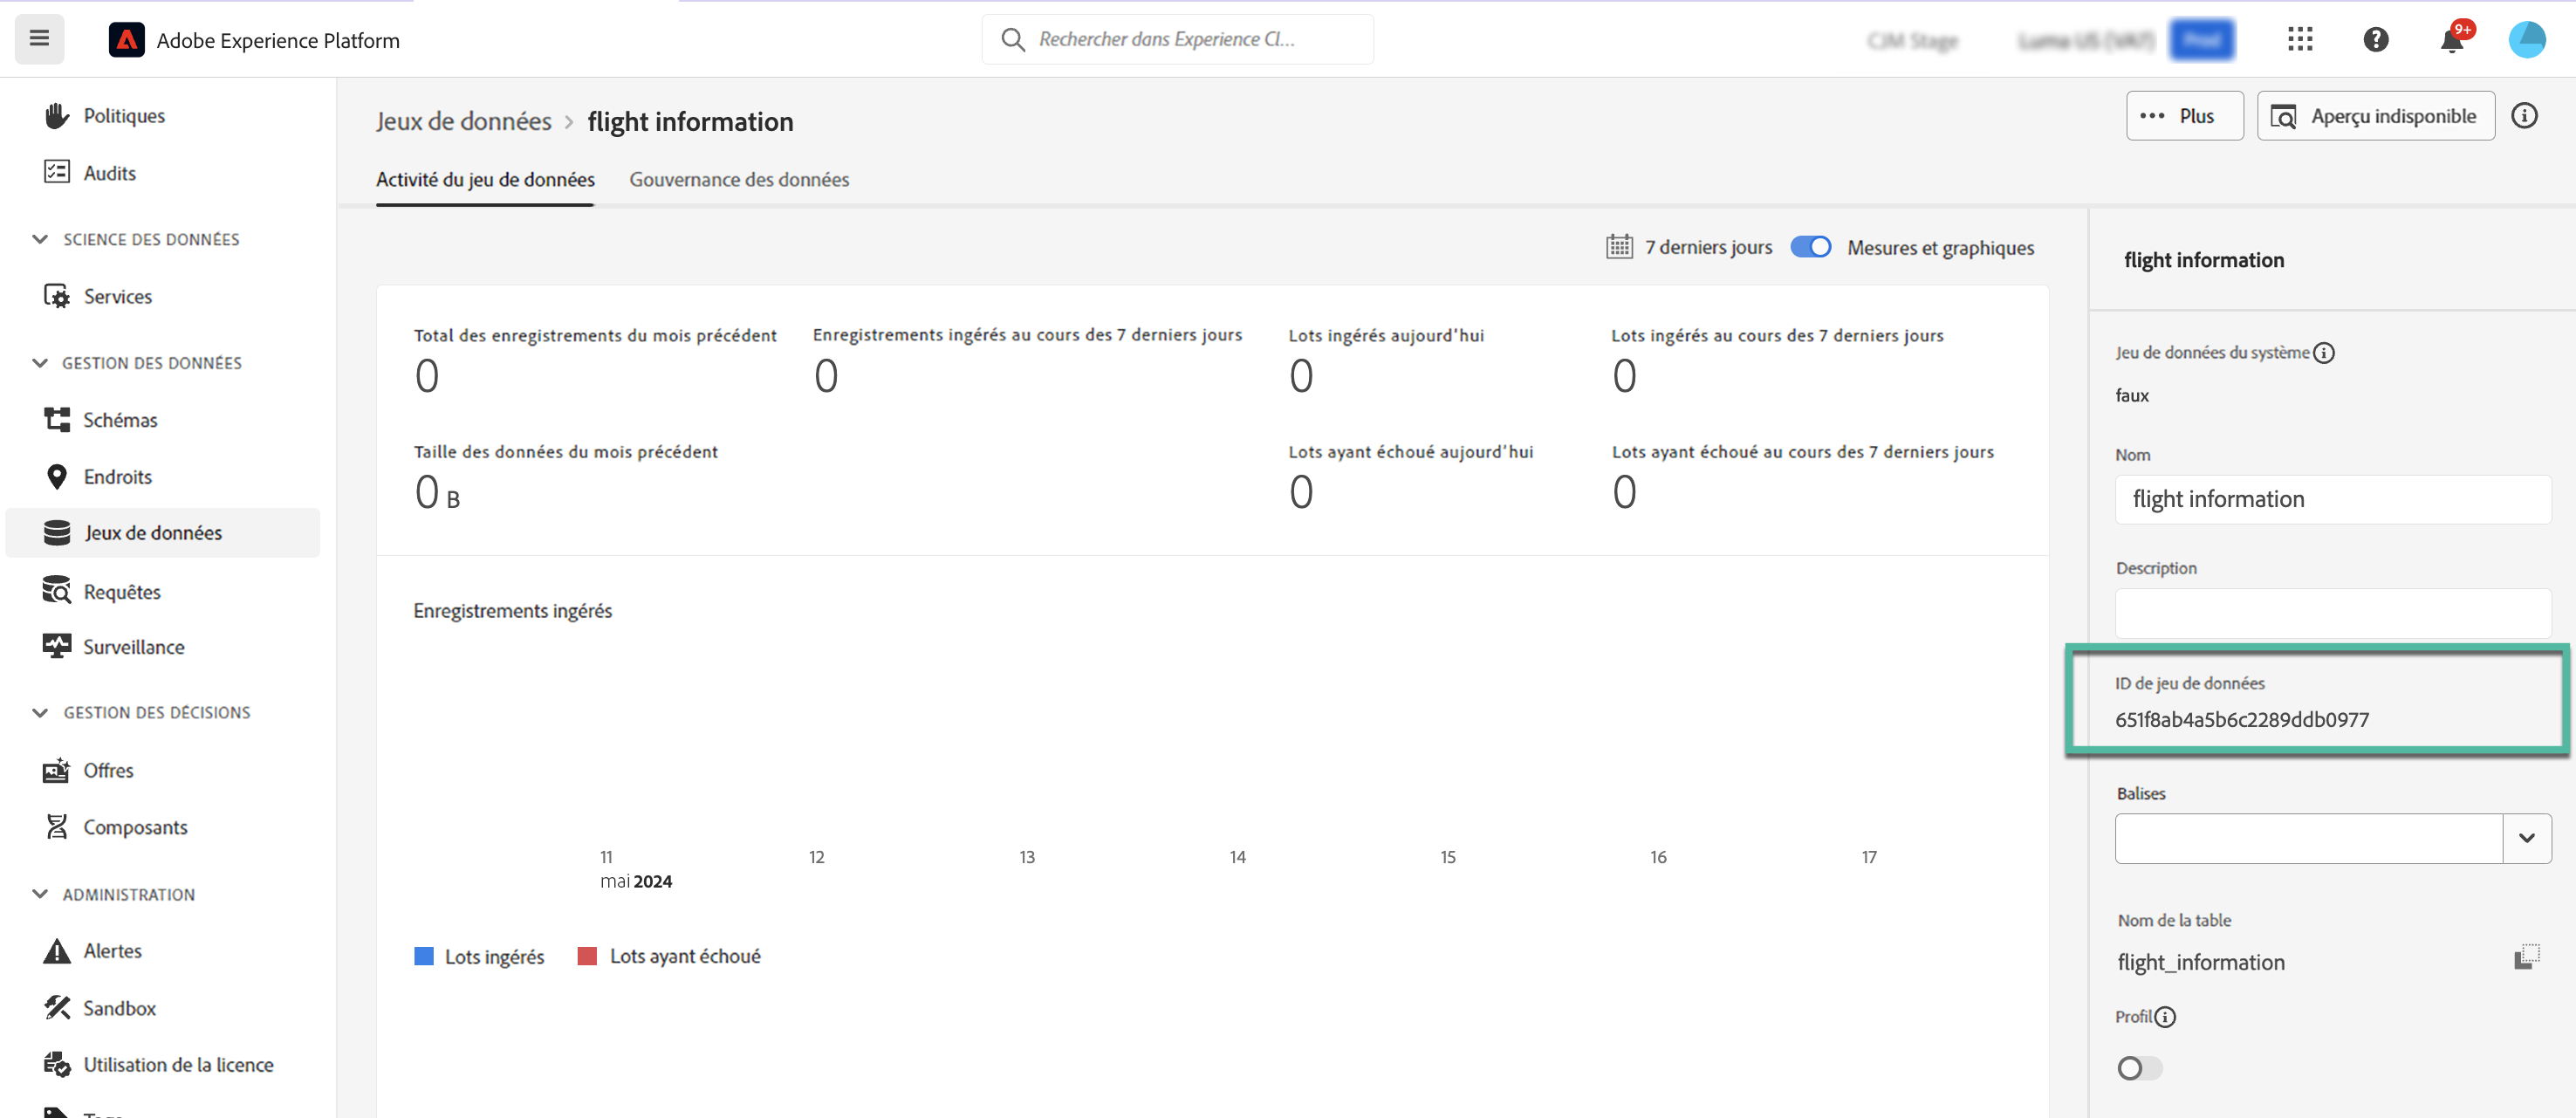 Adobe Experience Platform
Rechercher dans Experience Cl...
9+
Politiques
Audits
SCIENCE DES DONNÉES
Services
GESTION DES DONNÉES
Schémas
Endroits
Jeux de données
Requêtes
Surveillance
GESTION DES DÉCISIONS
Offres
Composants
ADMINISTRATION
Alertes
Sandbox
Utilisation de la licence
Jeux de données > flight information
Plus
Aperçu indisponible
Activité du jeu de données
Gouvernance des données
7 derniers jours
Mesures et graphiques
Total des enregistrements du mois précédent
0
Enregistrements ingérés au cours des 7 derniers jours
0
Lots ingérés aujourd'hui
0
Lots ingérés au cours des 7 derniers jours
0
Taille des données du mois précédent
0 B
Lots ayant échoué aujourd'hui
0
Lots ayant échoué au cours des 7 derniers jours
0
Enregistrements ingérés
11 12 13 14 15 16 17
mai 2024
Lots ingérés
Lots ayant échoué
flight information
Jeu de données du système
faux
Nom
flight information
Description
ID de jeu de données
651f8ab4a5b6c2289ddb0977
Balises
Nom de la table
flight_information
Profil